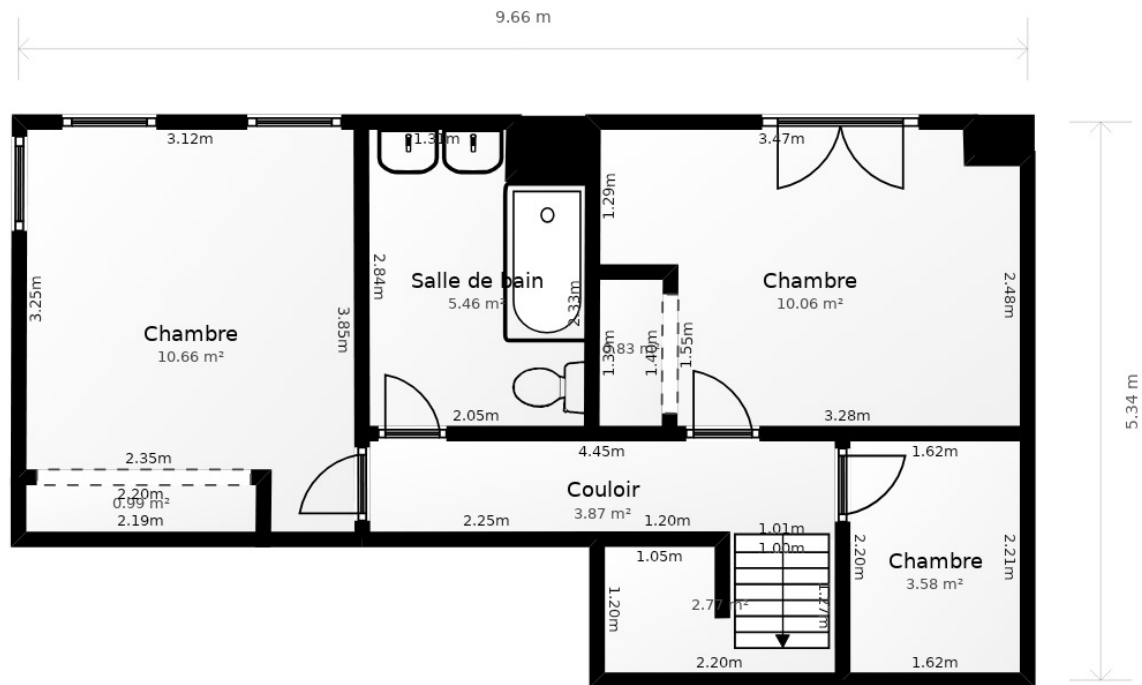 9.66 m
3.12m
1.31m
3.47m
1.29m
3.25m
2.84m
Salle de bain
5.46 m²
2.33m
Chambre
10.06 m²
2.48m
Chambre
10.66 m²
3.85m
0.83 m²
1.40m
1.55m
5.34 m
2.05m
3.28m
2.35m
2.20m
0.99 m²
2.19m
4.45m
1.62m
Couloir
3.87 m²
2.25m
1.20m
1.01m
1.00m
1.05m
2.20m
Chambre
3.58 m²
2.21m
1.20m
2.77 m²
1.27m
2.20m
1.62m